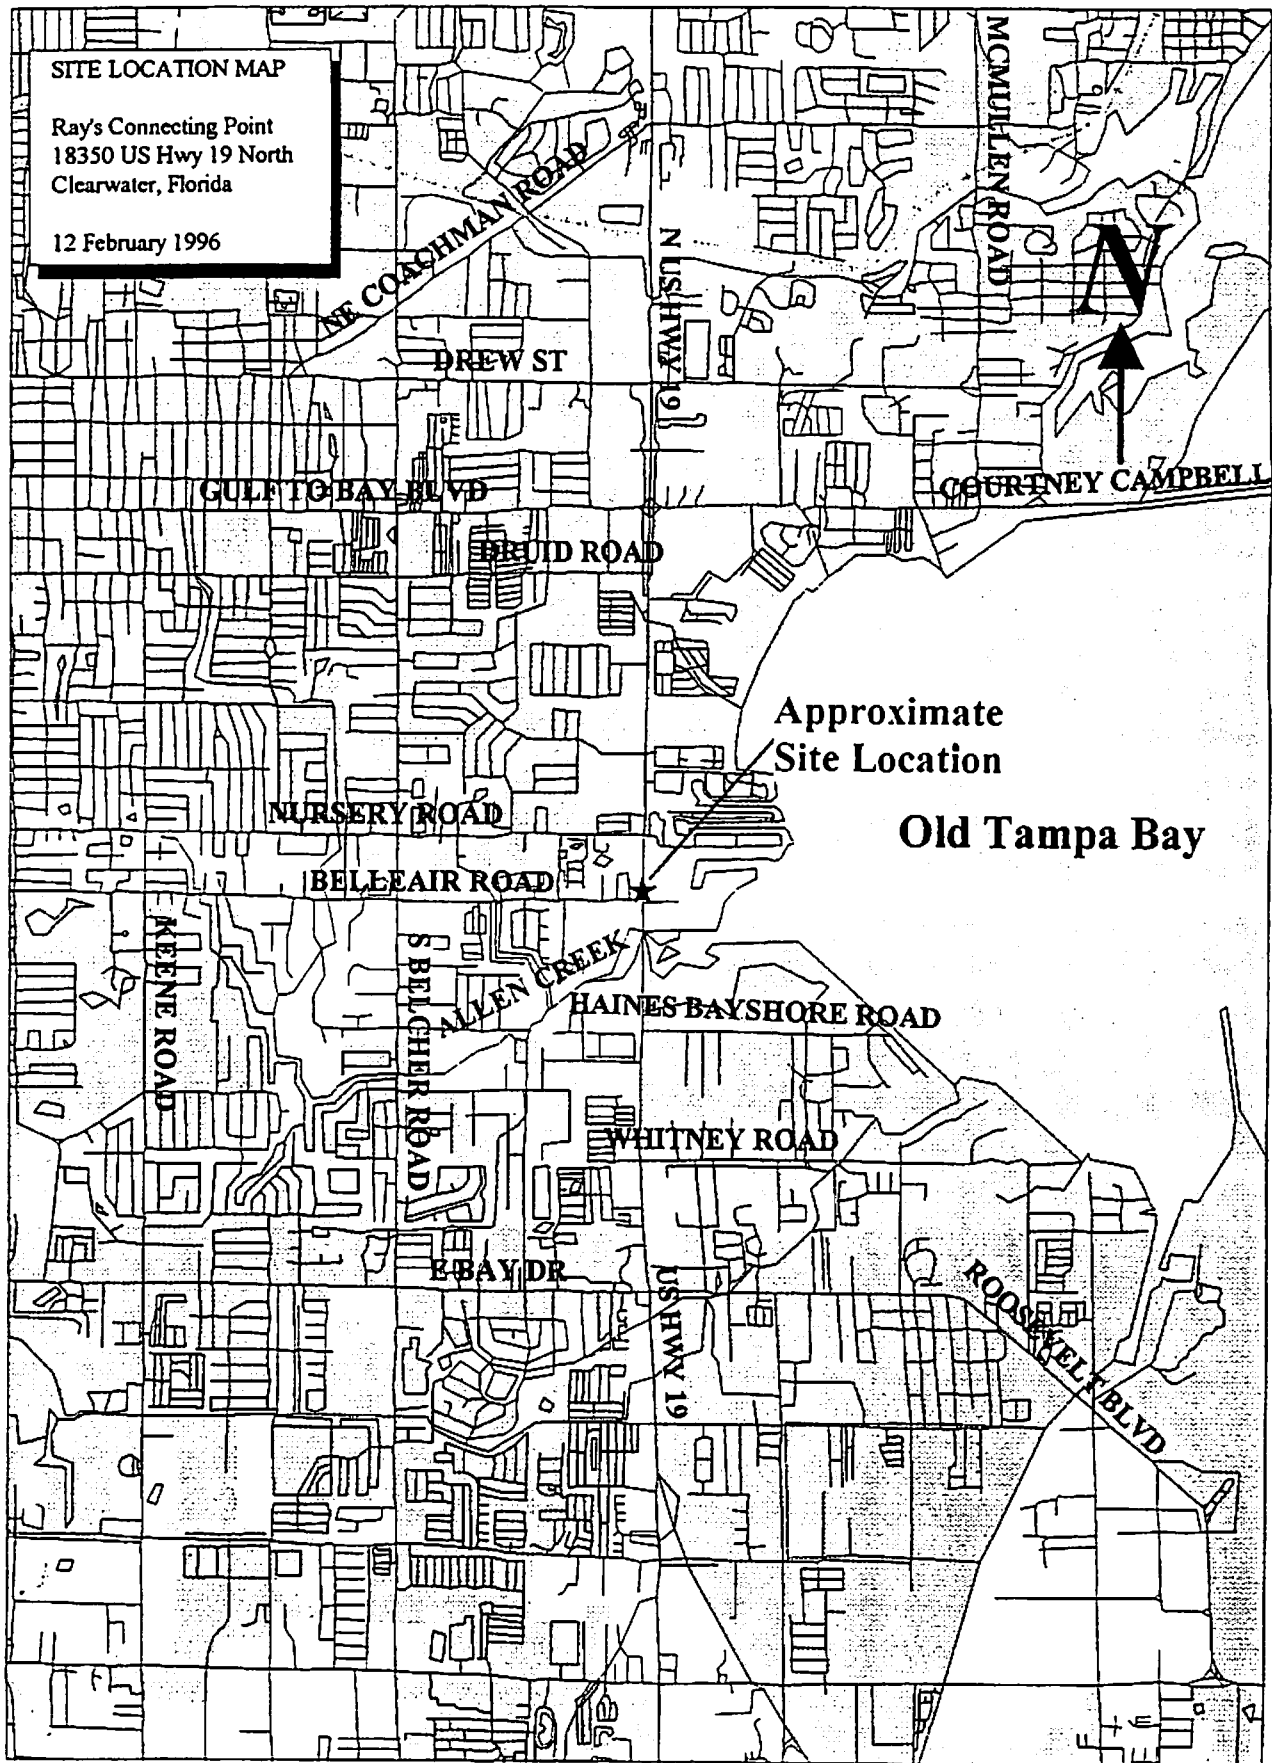 SITE LOCATION MAP
Ray's Connecting Point
18350 US Hwy 19 North
Clearwater, Florida
12 February 1996
MCMULLEN ROAD
N
NE COACHMAN ROAD
N US HWY 19
DREW ST
GULF TO BAY BLVD
COURTNEY CAMPBELL
DRUID ROAD
Approximate
Site Location
NURSERY ROAD
Old Tampa Bay
BELLEAIR ROAD
KEENE ROAD
S BELCHER ROAD
ALLEN CREEK
HAINES BAYSHORE ROAD
WHITNEY ROAD
E BAY DR
US HWY 19
ROOSEVELT BLVD